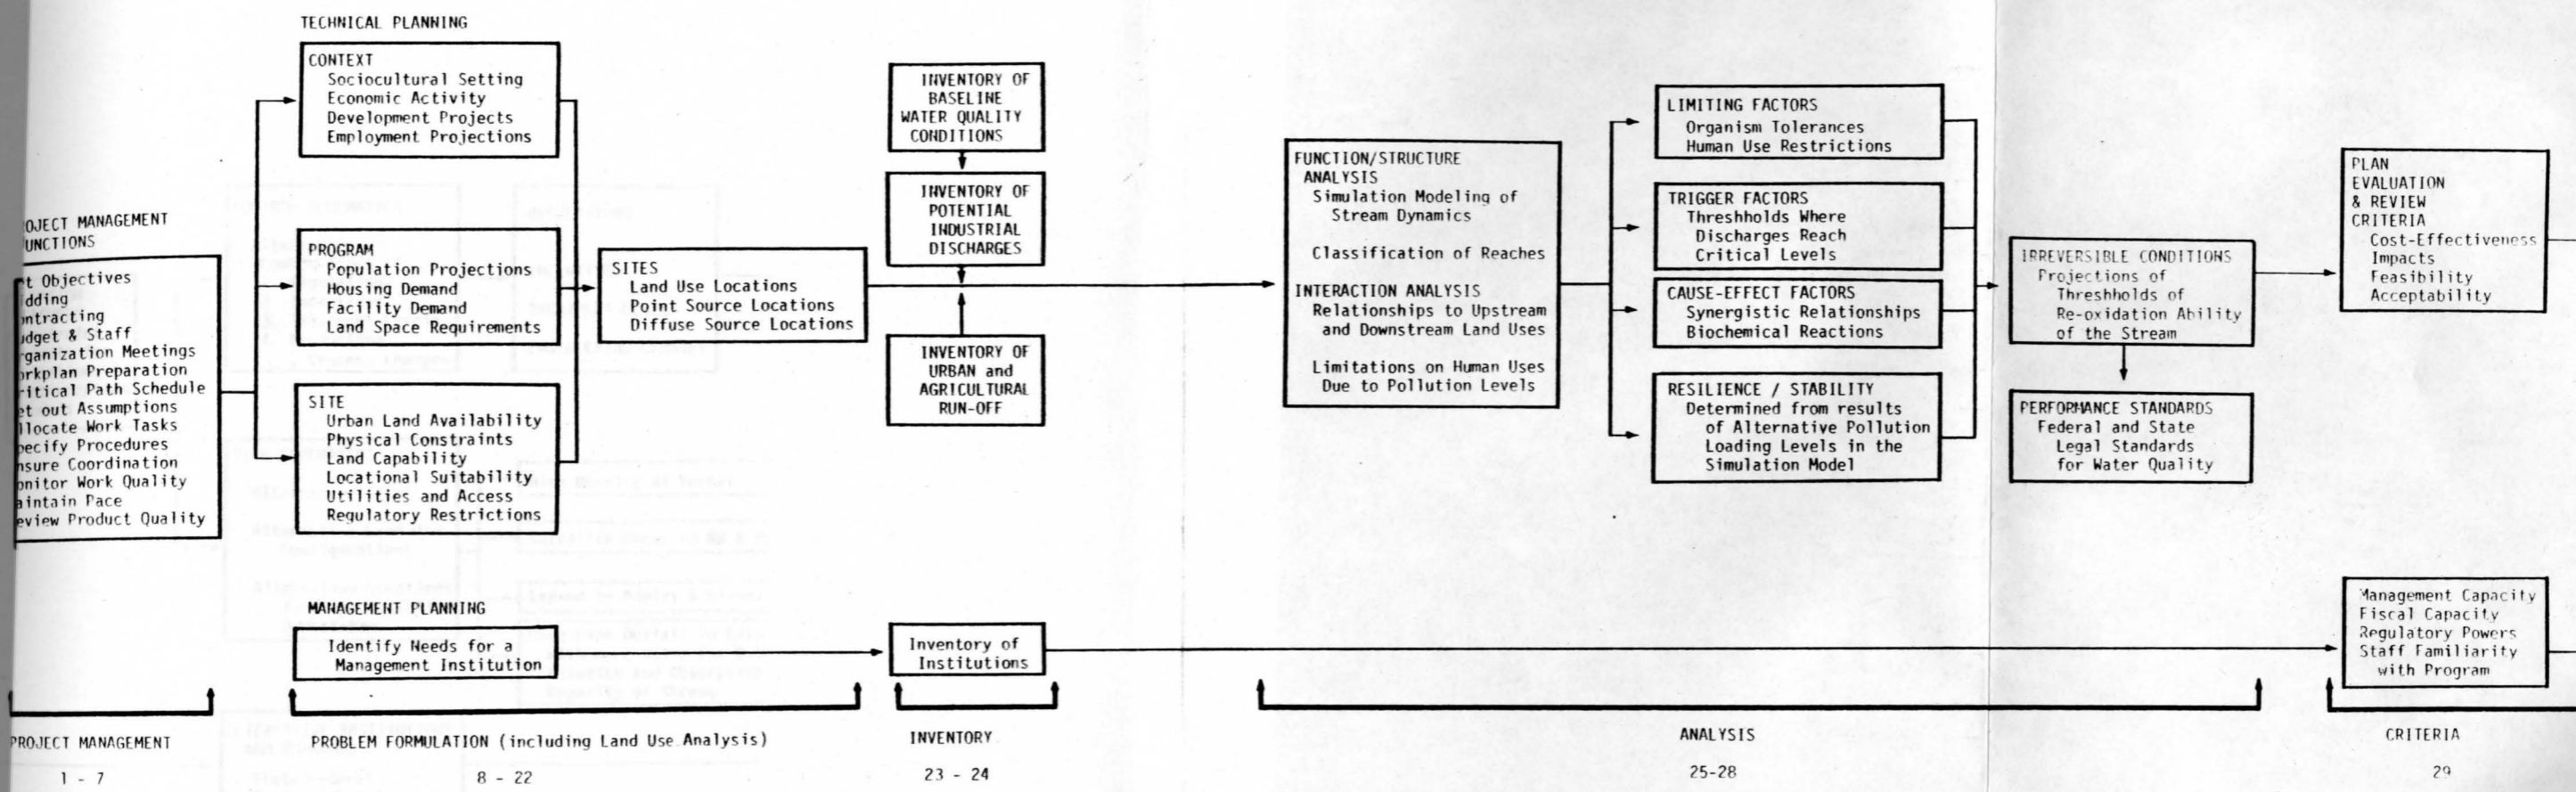 TECHNICAL PLANNING
CONTEXT
Sociocultural Setting
Economic Activity
Development Projects
Employment Projections
OJECT MANAGEMENT
UNCTIONS
t Objectives
dding
ntracting
dget & Staff
ganization Meetings
rkplan Preparation
ritical Path Schedule
et out Assumptions
llocate Work Tasks
pecify Procedures
nsure Coordination
onitor Work Quality
aintain Pace
eview Product Quality
PROGRAM
Population Projections
Housing Demand
Facility Demand
Land Space Requirements
SITE
Urban Land Availability
Physical Constraints
Land Capability
Locational Suitability
Utilities and Access
Regulatory Restrictions
SITES
Land Use Locations
Point Source Locations
Diffuse Source Locations
INVENTORY OF
BASELINE
WATER QUALITY
CONDITIONS
INVENTORY OF
POTENTIAL
INDUSTRIAL
DISCHARGES
INVENTORY OF
URBAN and
AGRICULTURAL
RUN-OFF
FUNCTION/STRUCTURE
ANALYSIS
Simulation Modeling of
Stream Dynamics
Classification of Reaches
INTERACTION ANALYSIS
Relationships to Upstream
and Downstream Land Uses
Limitations on Human Uses
Due to Pollution Levels
LIMITING FACTORS
Organism Tolerances
Human Use Restrictions
TRIGGER FACTORS
Threshholds Where
Discharges Reach
Critical Levels
CAUSE-EFFECT FACTORS
Synergistic Relationships
Biochemical Reactions
RESILIENCE / STABILITY
Determined from results
of Alternative Pollution
Loading Levels in the
Simulation Model
IRREVERSIBLE CONDITIONS
Projections of
Threshholds of
Re-oxidation Ability
of the Stream
PERFORMANCE STANDARDS
Federal and State
Legal Standards
for Water Quality
PLAN
EVALUATION
& REVIEW
CRITERIA
Cost-Effectiveness
Impacts
Feasibility
Acceptability
MANAGEMENT PLANNING
Identify Needs for a
Management Institution
Inventory of
Institutions
Management Capacity
Fiscal Capacity
Regulatory Powers
Staff Familiarity
with Program
PROJECT MANAGEMENT
1 - 7
PROBLEM FORMULATION (including Land Use Analysis)
8 - 22
INVENTORY
23 - 24
ANALYSIS
25-28
CRITERIA
29